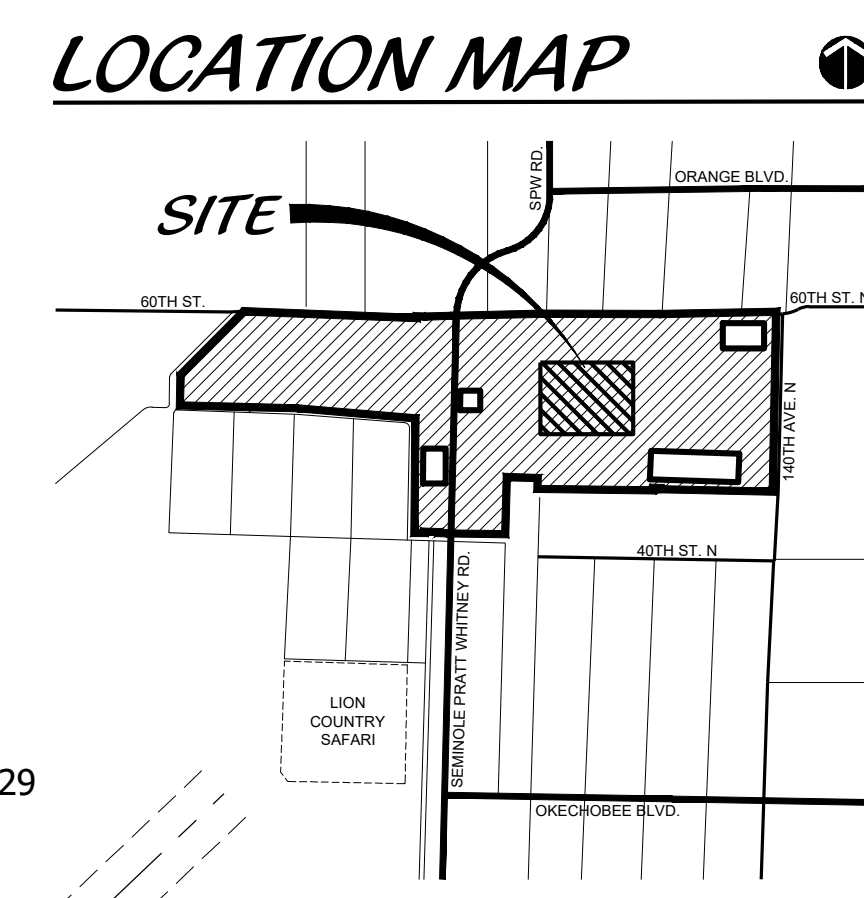 LOCATION MAP
SPW RD.
ORANGE BLVD.
SITE
60TH ST.
60TH ST. N
140TH AVE. N
40TH ST. N
SEMINOLE PRATT WHITNEY RD.
LION
COUNTRY
SAFARI
29
OKECHOBEE BLVD.